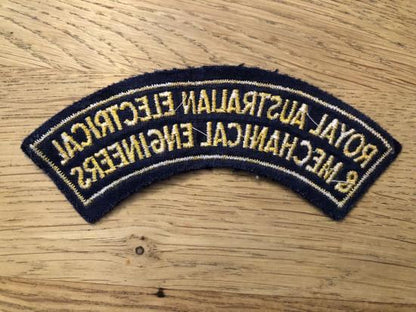 ROYAL AUSTRALIAN ELECTRICAL
& MECHANICAL ENGINEERS